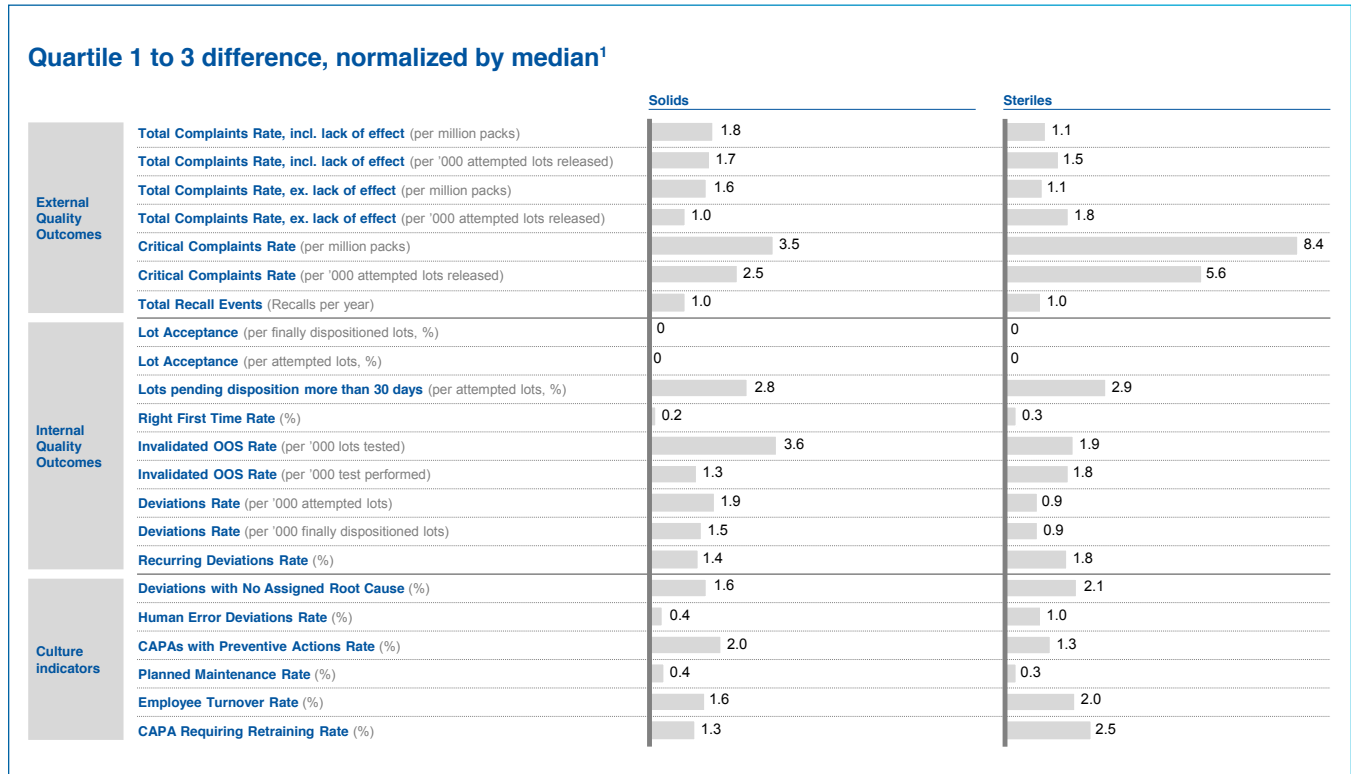 Quartile 1 to 3 difference, normalized by median¹
Solids
Steriles
External
Quality
Outcomes
Total Complaints Rate, incl. lack of effect (per million packs) 1.8 1.1
Total Complaints Rate, incl. lack of effect (per '000 attempted lots released) 1.7 1.5
Total Complaints Rate, ex. lack of effect (per million packs) 1.6 1.1
Total Complaints Rate, ex. lack of effect (per '000 attempted lots released) 1.0 1.8
Critical Complaints Rate (per million packs) 3.5 8.4
Critical Complaints Rate (per '000 attempted lots released) 2.5 5.6
Total Recall Events (Recalls per year) 1.0 1.0
Internal
Quality
Outcomes
Lot Acceptance (per finally dispositioned lots, %) 0 0
Lot Acceptance (per attempted lots, %) 0 0
Lots pending disposition more than 30 days (per attempted lots, %) 2.8 2.9
Right First Time Rate (%) 0.2 0.3
Invalidated OOS Rate (per '000 lots tested) 3.6 1.9
Invalidated OOS Rate (per '000 test performed) 1.3 1.8
Deviations Rate (per '000 attempted lots) 1.9 0.9
Deviations Rate (per '000 finally dispositioned lots) 1.5 0.9
Recurring Deviations Rate (%) 1.4 1.8
Culture
indicators
Deviations with No Assigned Root Cause (%) 1.6 2.1
Human Error Deviations Rate (%) 0.4 1.0
CAPAs with Preventive Actions Rate (%) 2.0 1.3
Planned Maintenance Rate (%) 0.4 0.3
Employee Turnover Rate (%) 1.6 2.0
CAPA Requiring Retraining Rate (%) 1.3 2.5